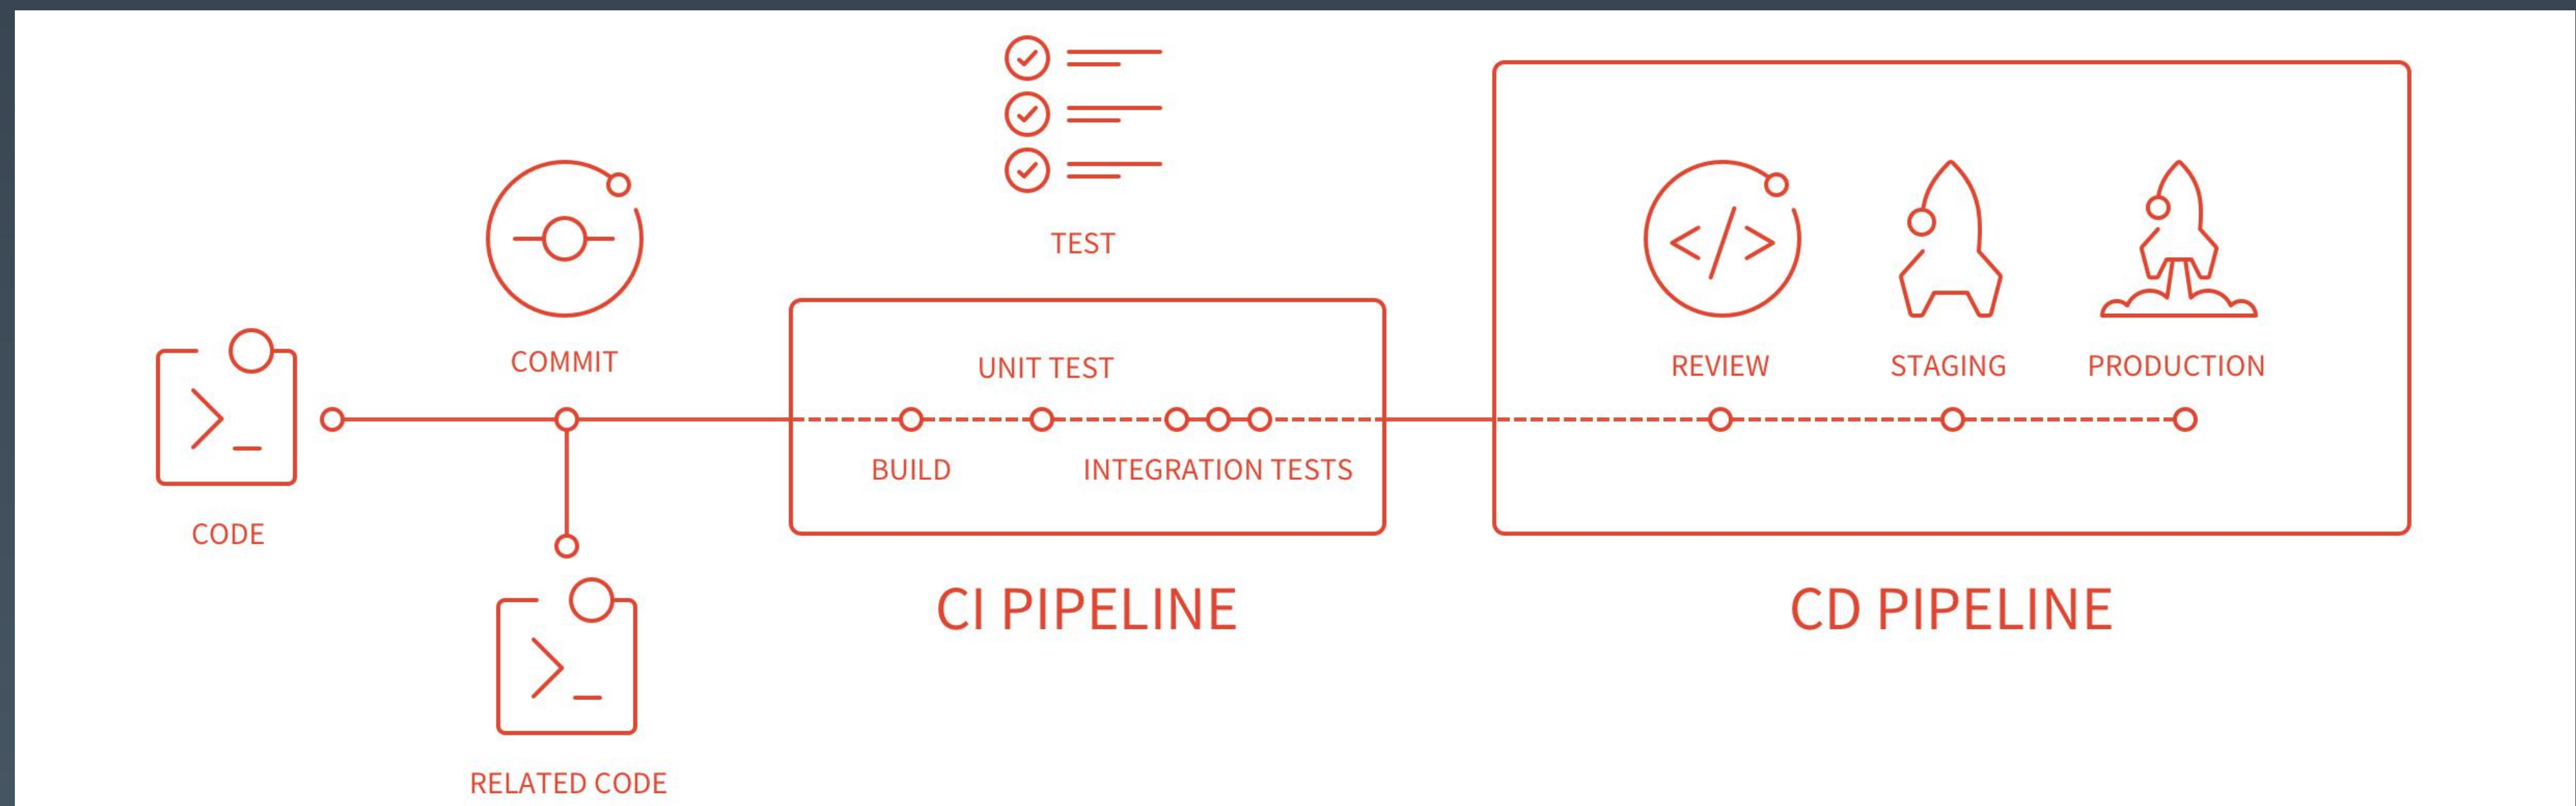 TEST
COMMIT
UNIT TEST
REVIEW
STAGING
PRODUCTION
BUILD
INTEGRATION TESTS
CODE
CI PIPELINE
CD PIPELINE
RELATED CODE